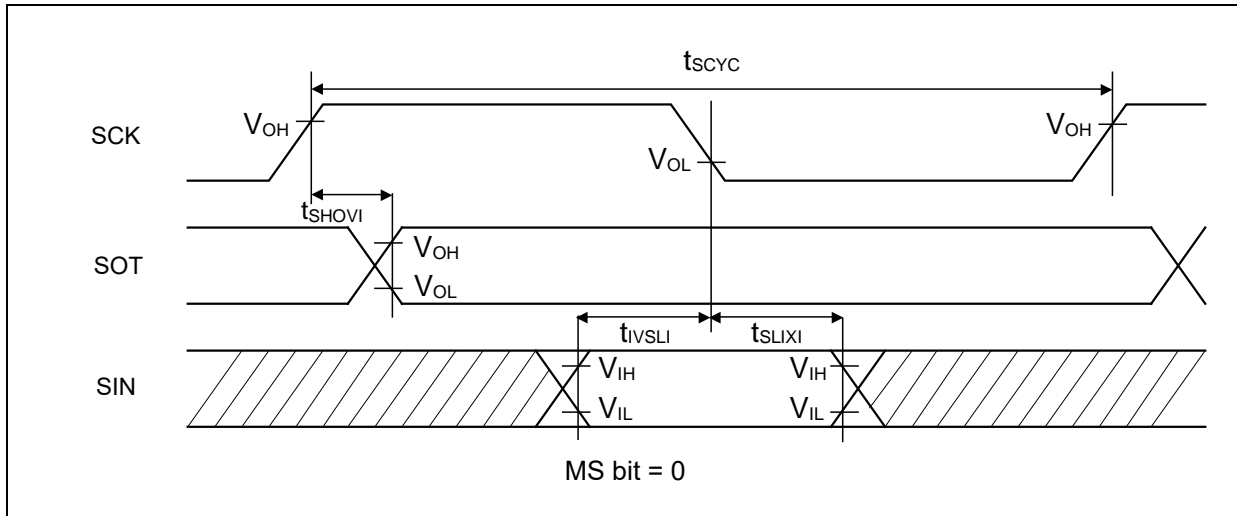 tSCYC
SCK
VOH
VOL
VOH
tSHOVI
SOT
VOH
VOL
tIVSLI
tSLIXI
SIN
VIH
VIL
VIH
VIL
MS bit = 0